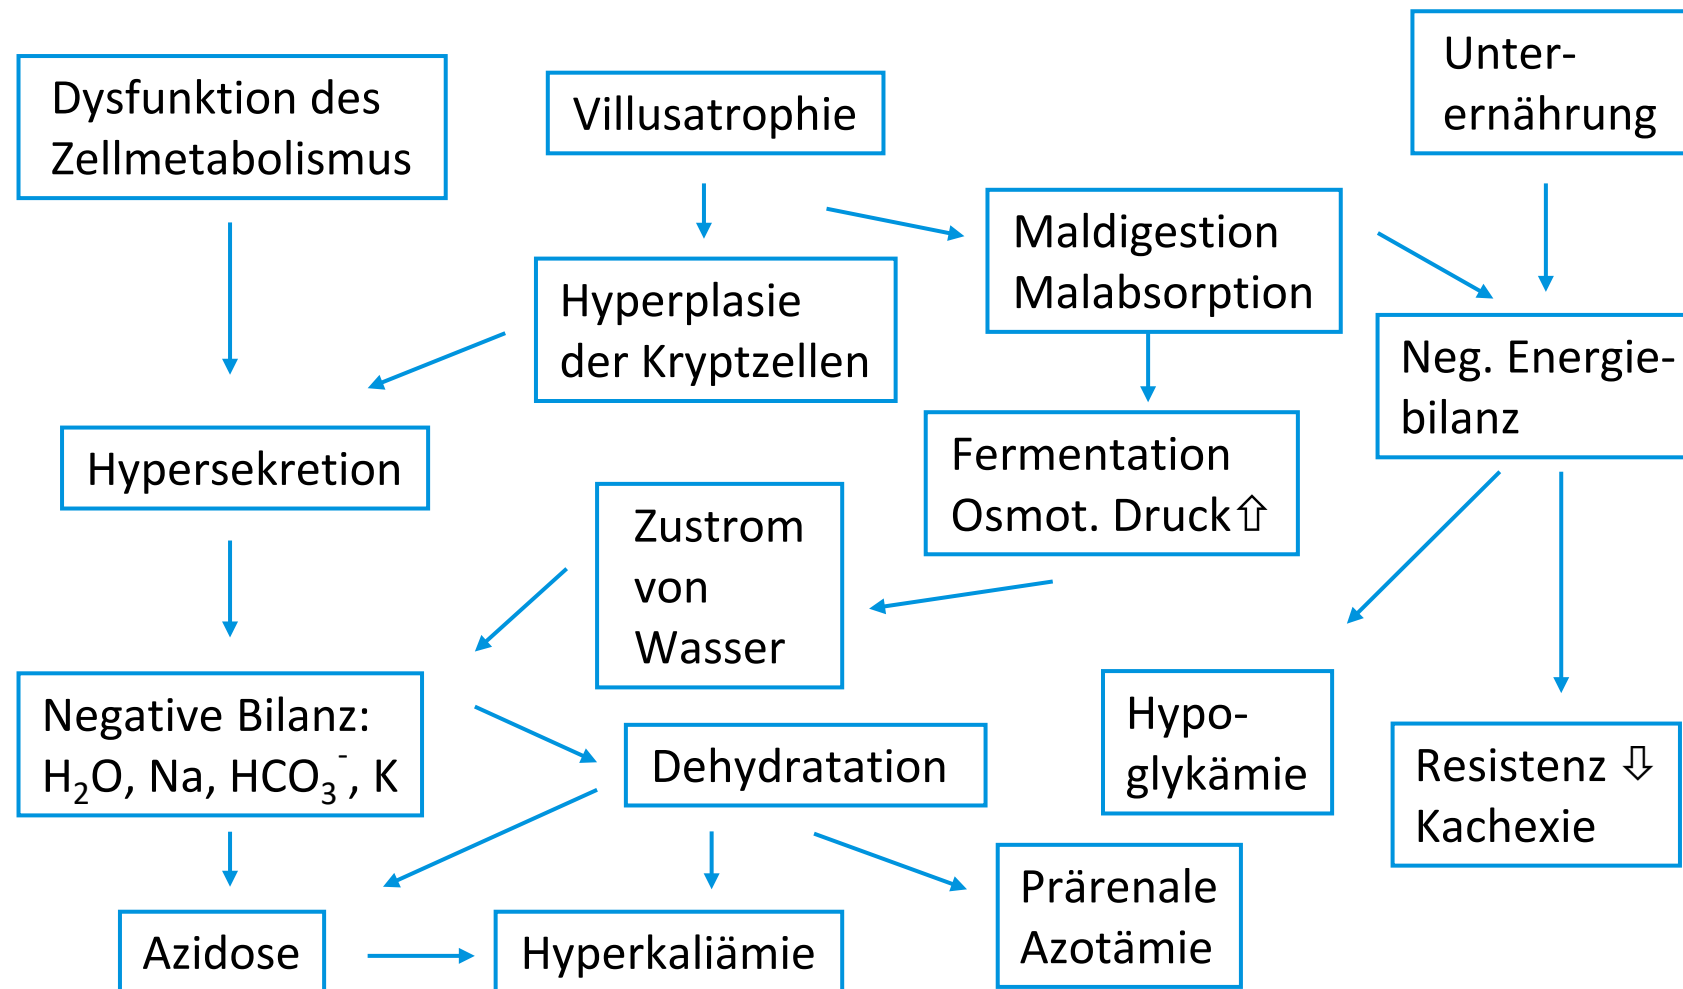 Dysfunktion des
Zellmetabolismus
Villusatrophie
Unter-
ernährung
Maldigestion
Malabsorption
Hyperplasie
der Kryptzellen
Neg. Energie-
bilanz
Hypersekretion
Fermentation
Osmot. Druck⇧
Zustrom
von
Wasser
Negative Bilanz:
H₂O, Na, HCO₃⁻, K
Dehydratation
Hypo-
glykämie
Resistenz ⇩
Kachexie
Prärenale
Azotämie
Azidose
Hyperkaliämie